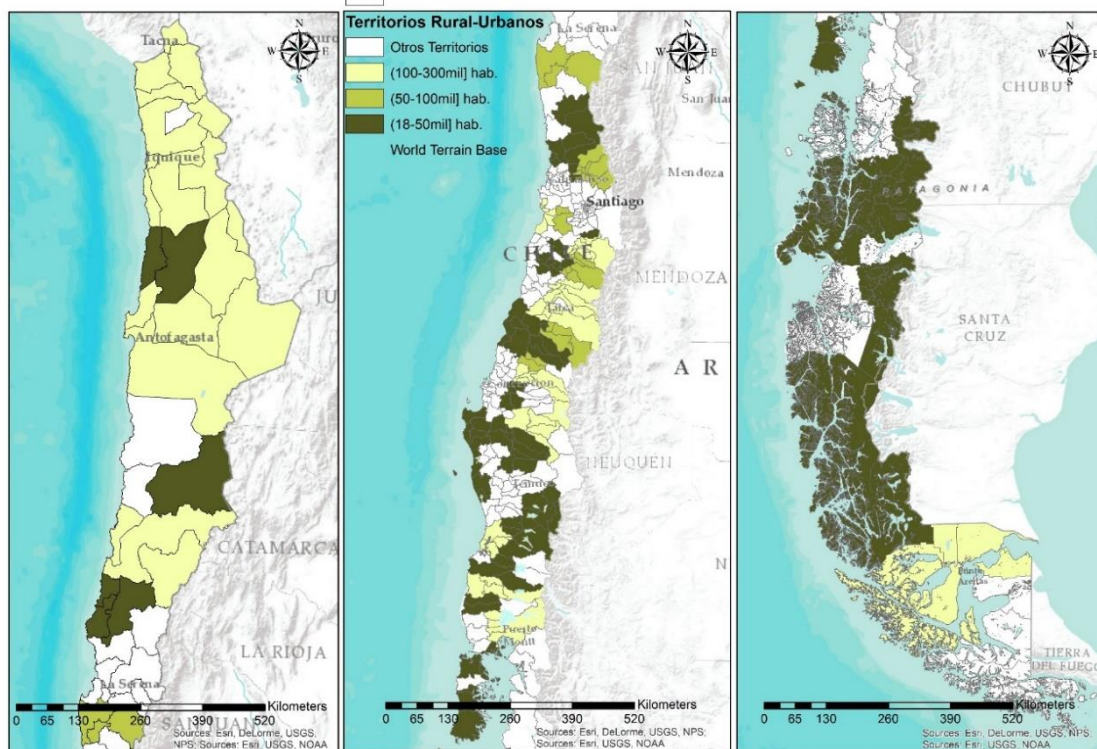 Tacna
Iquique
Antofagasta
CATAMARCA
LA RIOJA
La Serena
SAN JUAN
N
W
E
S
Kilometers
0 65 130 260 390 520
Sources: Esri, DeLorme, USGS,
NPS; Sources: Esri, USGS, NOAA
Territorios Rural-Urbanos
Otros Territorios
(100-300mil] hab.
(50-100mil] hab.
(18-50mil] hab.
World Terrain Base
La Serena
N
W
E
S
San Juan
Mendoza
Santiago
CHILE
MENDOZA
Talca
A R
Concepcion
NEUQUEN
Temuco
N
Puerto
Montt
Kilometers
0 65 130 260 390 520
Sources: Esri, DeLorme, USGS, NPS;
Sources: Esri, USGS, NOAA
N
W
E
S
CHUBUT
PATAGONIA
SANTA
CRUZ
Punta
Arenas
TIERRA
DEL FUEGO
Kilometers
0 65 130 260 390 520
Sources: Esri, DeLorme, USGS, NPS;
Sources: Esri, USGS, NOAA